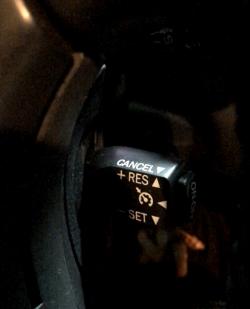 CANCEL ▼
+ RES ▲
— SET ▼